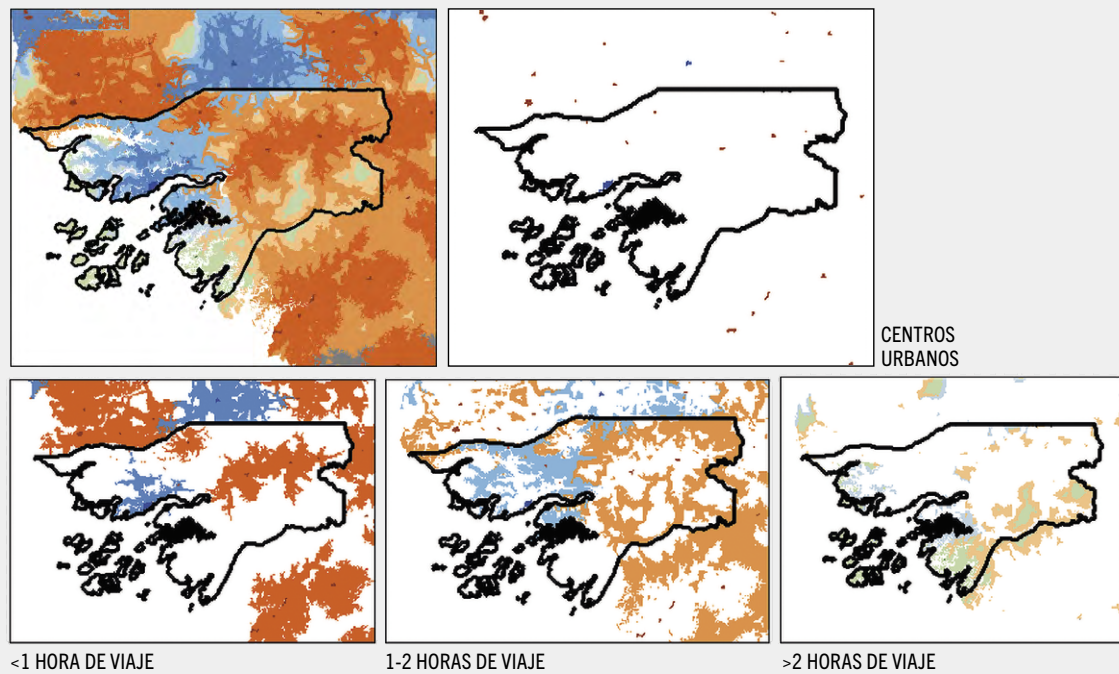 CENTROS
URBANOS
<1 HORA DE VIAJE
1-2 HORAS DE VIAJE
>2 HORAS DE VIAJE